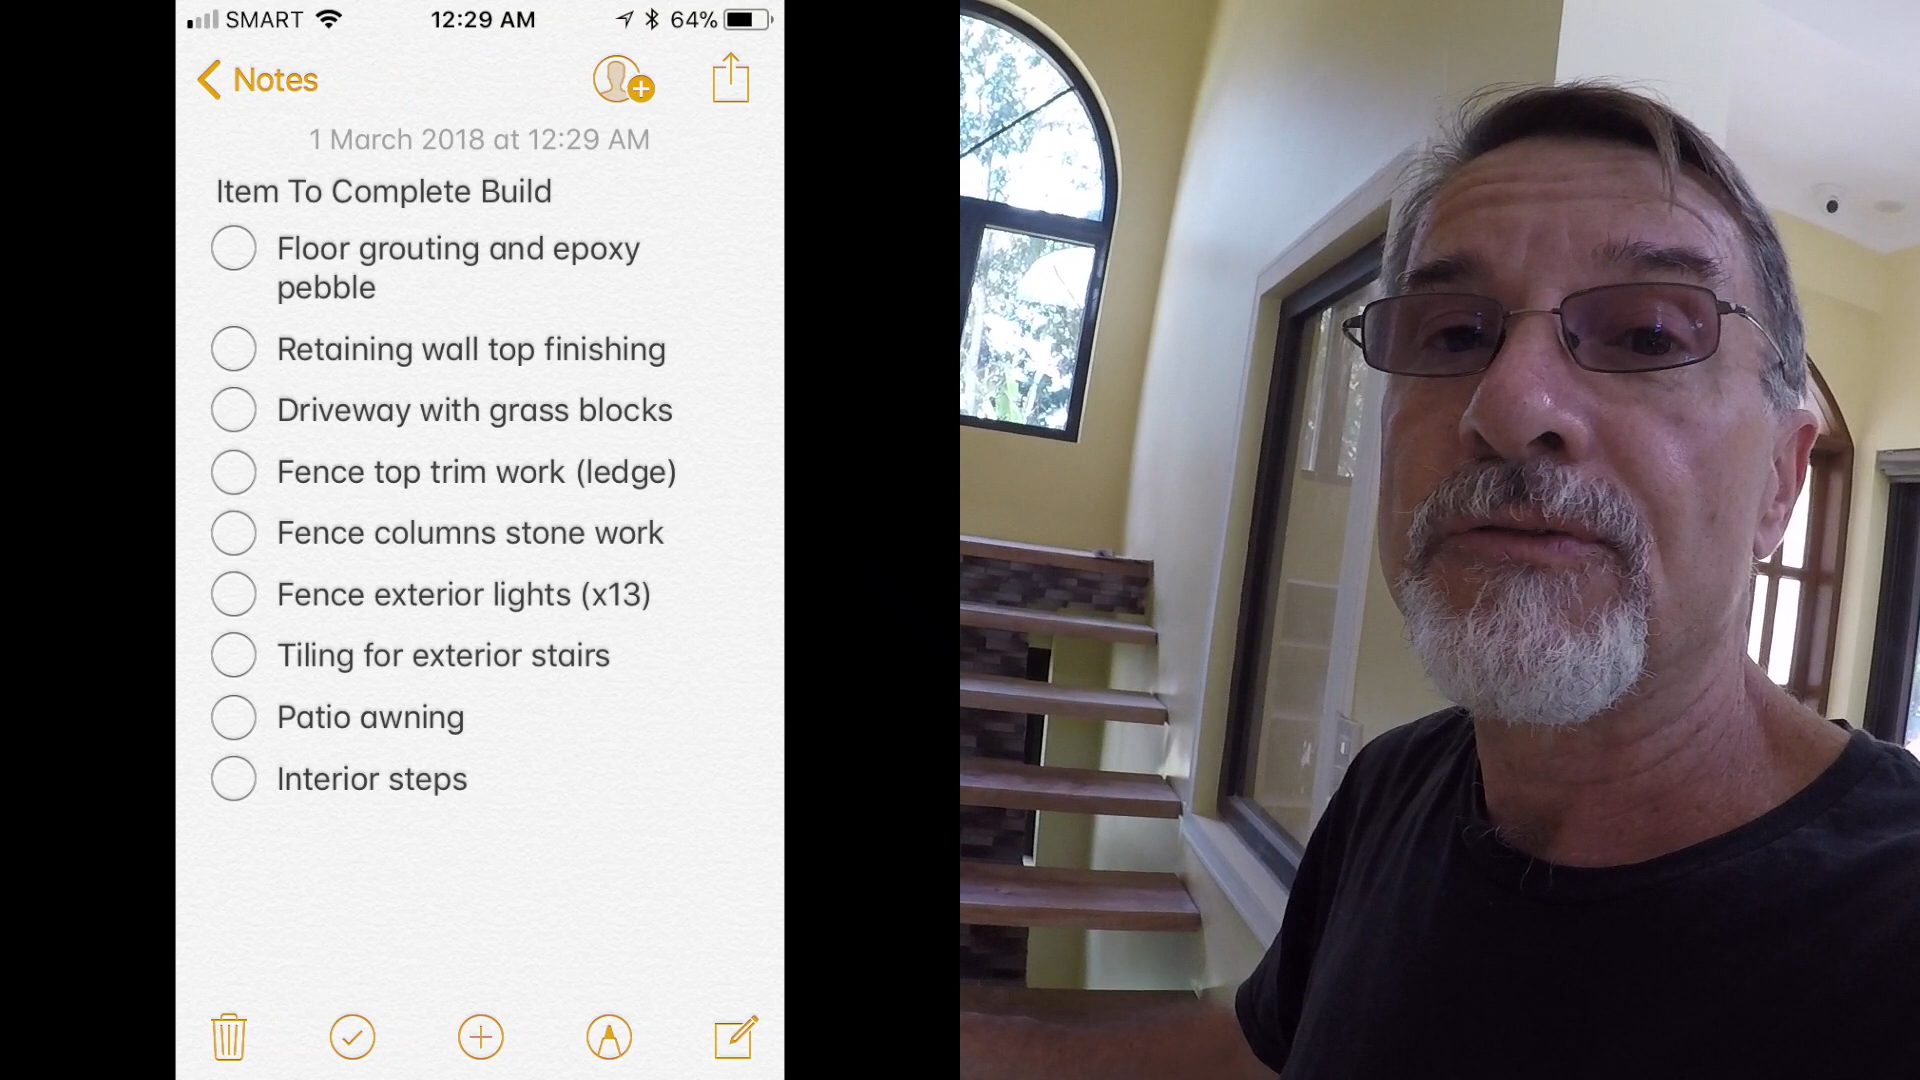 SMART 12:29 AM 64%
Notes
1 March 2018 at 12:29 AM
Item To Complete Build
Floor grouting and epoxy
pebble
Retaining wall top finishing
Driveway with grass blocks
Fence top trim work (ledge)
Fence columns stone work
Fence exterior lights (x13)
Tiling for exterior stairs
Patio awning
Interior steps